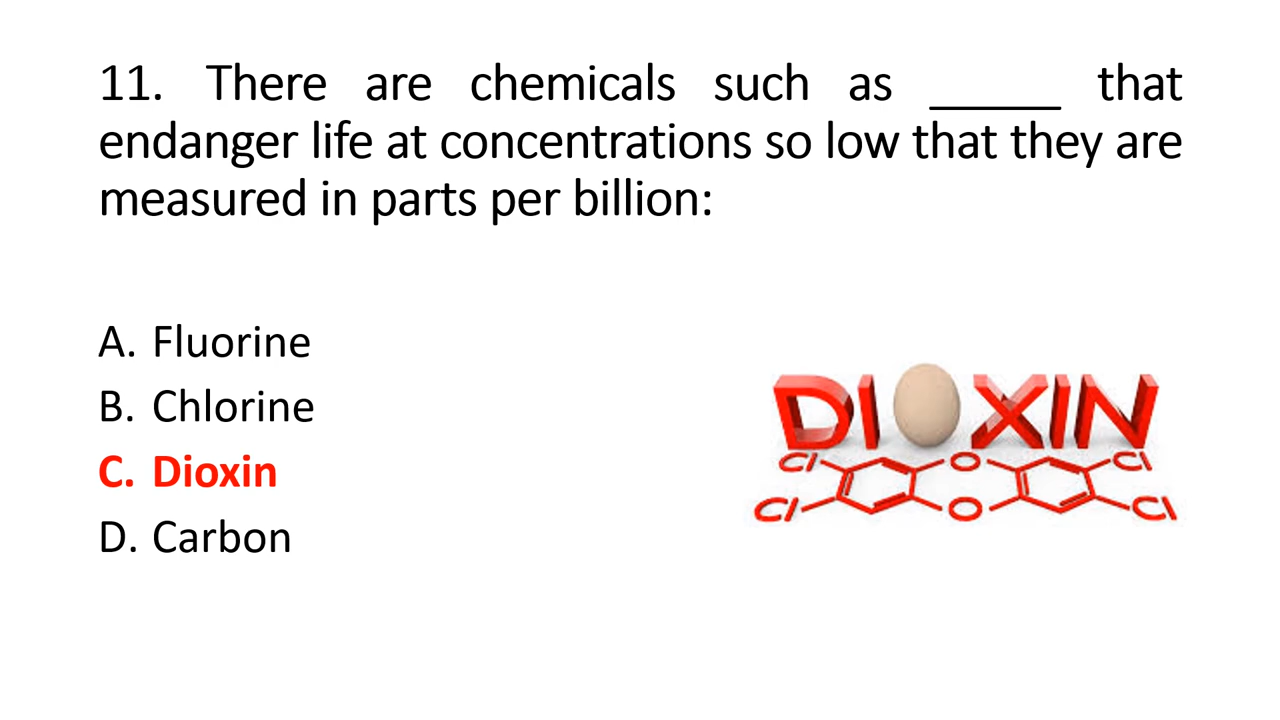 11. There are chemicals such as _____ that
endanger life at concentrations so low that they are
measured in parts per billion:
A. Fluorine
B. Chlorine
C. Dioxin
D. Carbon
DIOXIN
Cl O Cl
Cl O Cl